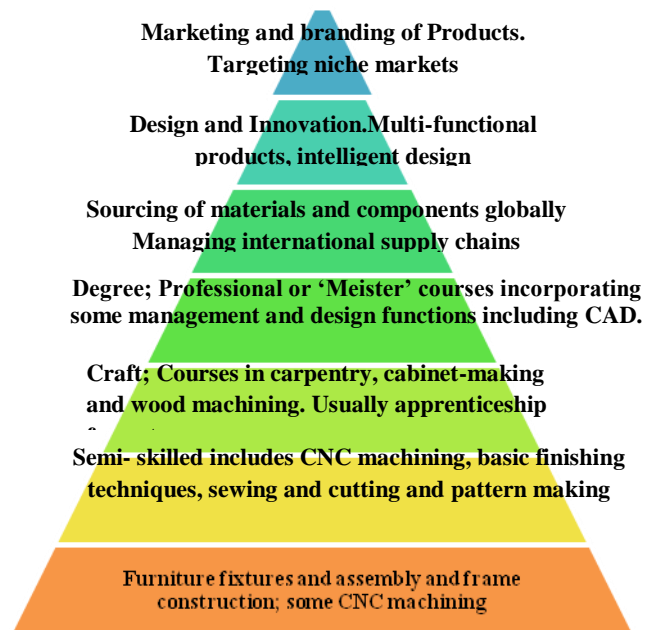 Marketing and branding of Products.
Targeting niche markets
Design and Innovation.Multi-functional
products, intelligent design
Sourcing of materials and components globally
Managing international supply chains
Degree; Professional or ‘Meister’ courses incorporating
some management and design functions including CAD.
Craft; Courses in carpentry, cabinet-making
and wood machining. Usually apprenticeship
Semi- skilled includes CNC machining, basic finishing
techniques, sewing and cutting and pattern making
Furniture fixtures and assembly and frame
construction; some CNC machining